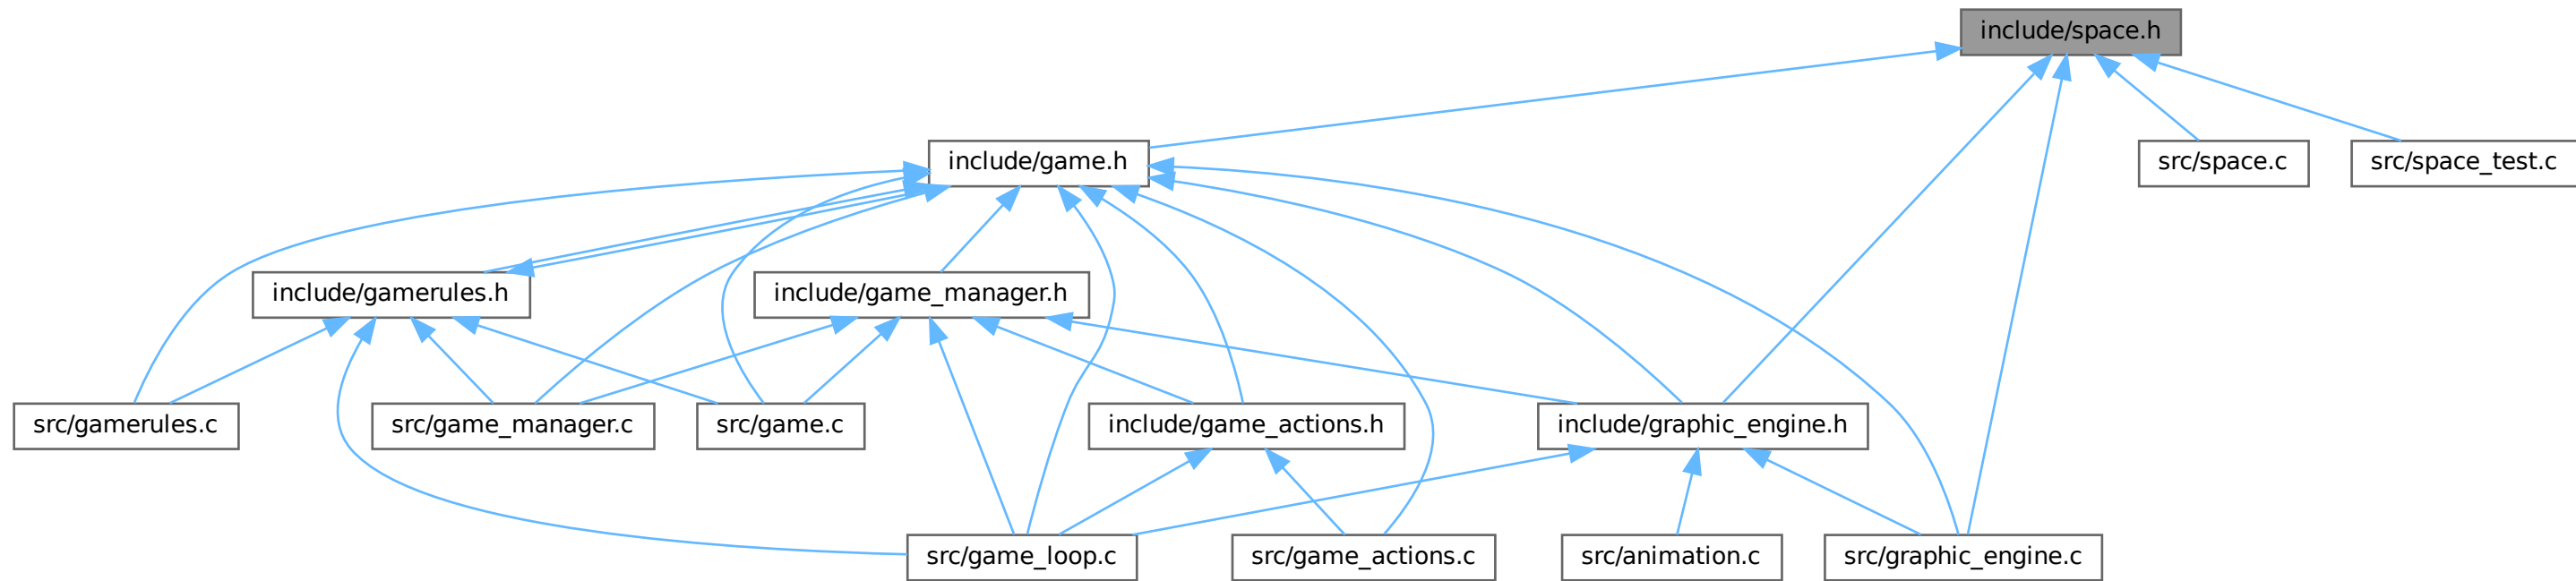 include/space.h
include/game.h
src/space.c
src/space_test.c
include/gamerules.h
include/game_manager.h
src/gamerules.c
src/game_manager.c
src/game.c
include/game_actions.h
include/graphic_engine.h
src/game_loop.c
src/game_actions.c
src/animation.c
src/graphic_engine.c